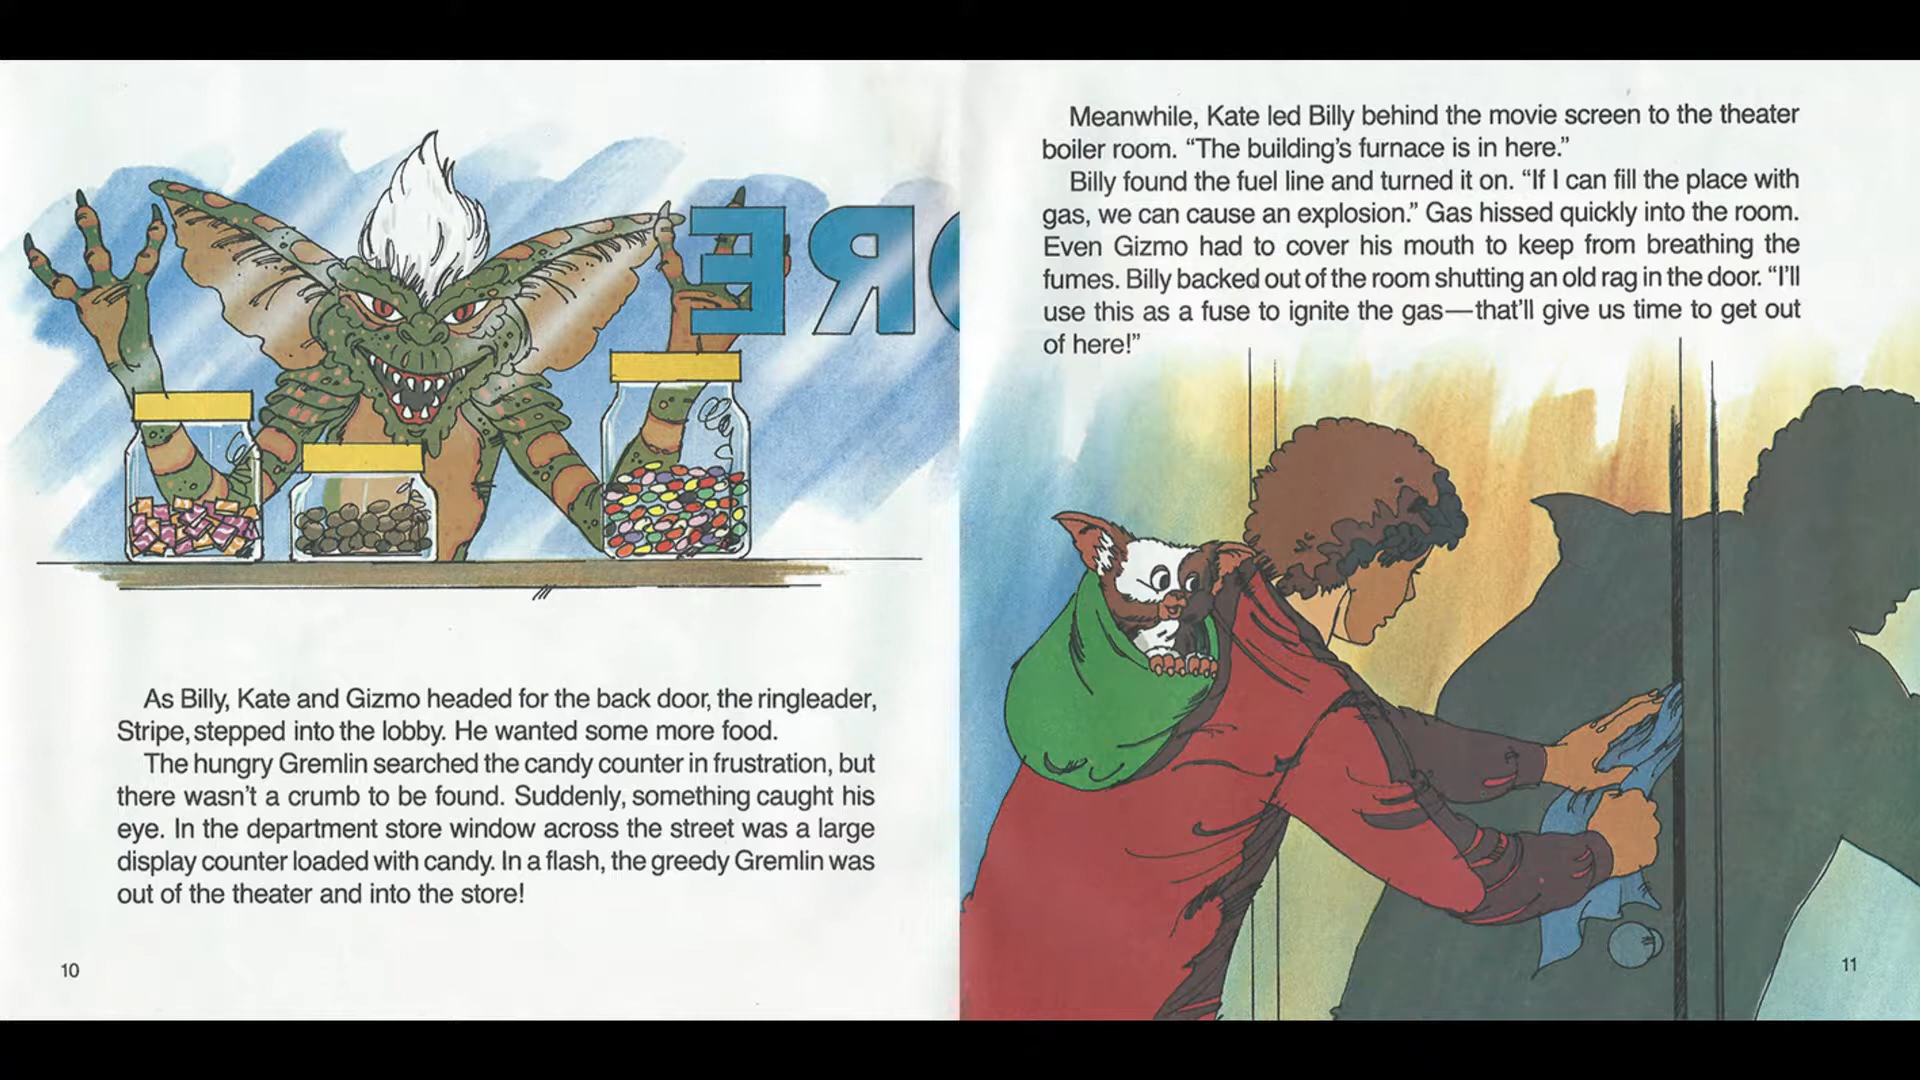 ORE
As Billy, Kate and Gizmo headed for the back door, the ringleader,
Stripe, stepped into the lobby. He wanted some more food.
The hungry Gremlin searched the candy counter in frustration, but
there wasn't a crumb to be found. Suddenly, something caught his
eye. In the department store window across the street was a large
display counter loaded with candy. In a flash, the greedy Gremlin was
out of the theater and into the store!
10
Meanwhile, Kate led Billy behind the movie screen to the theater
boiler room. “The building's furnace is in here.”
Billy found the fuel line and turned it on. “If I can fill the place with
gas, we can cause an explosion.” Gas hissed quickly into the room.
Even Gizmo had to cover his mouth to keep from breathing the
fumes. Billy backed out of the room shutting an old rag in the door. “I'll
use this as a fuse to ignite the gas—that'll give us time to get out
of here!”
11